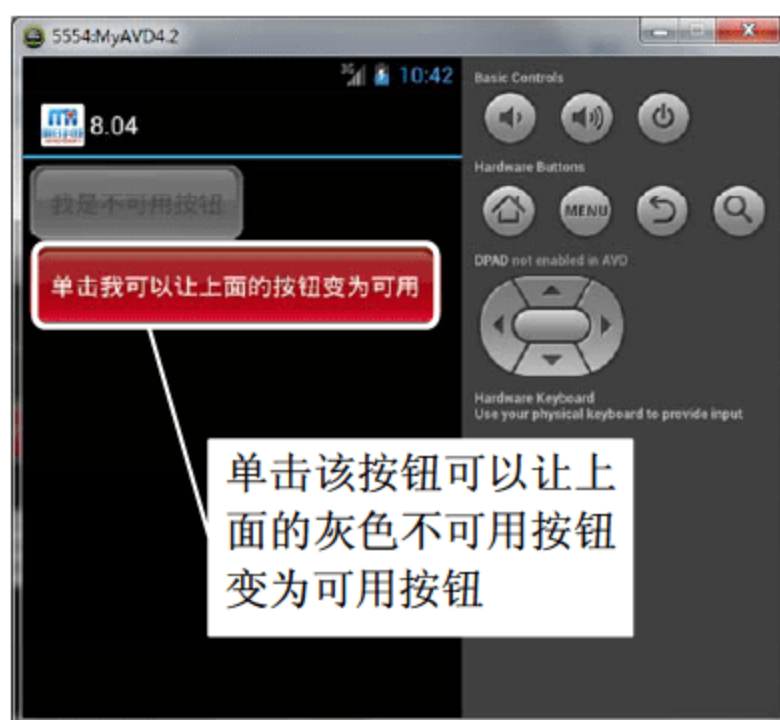 5554:MyAVD4.2
3G 10:42
8.04
我是不可用按钮
单击我可以让上面的按钮变为可用
单击该按钮可以让上
面的灰色不可用按钮
变为可用按钮
Basic Controls
Hardware Buttons
MENU
DPAD not enabled in AVD
Hardware Keyboard
Use your physical keyboard to provide input